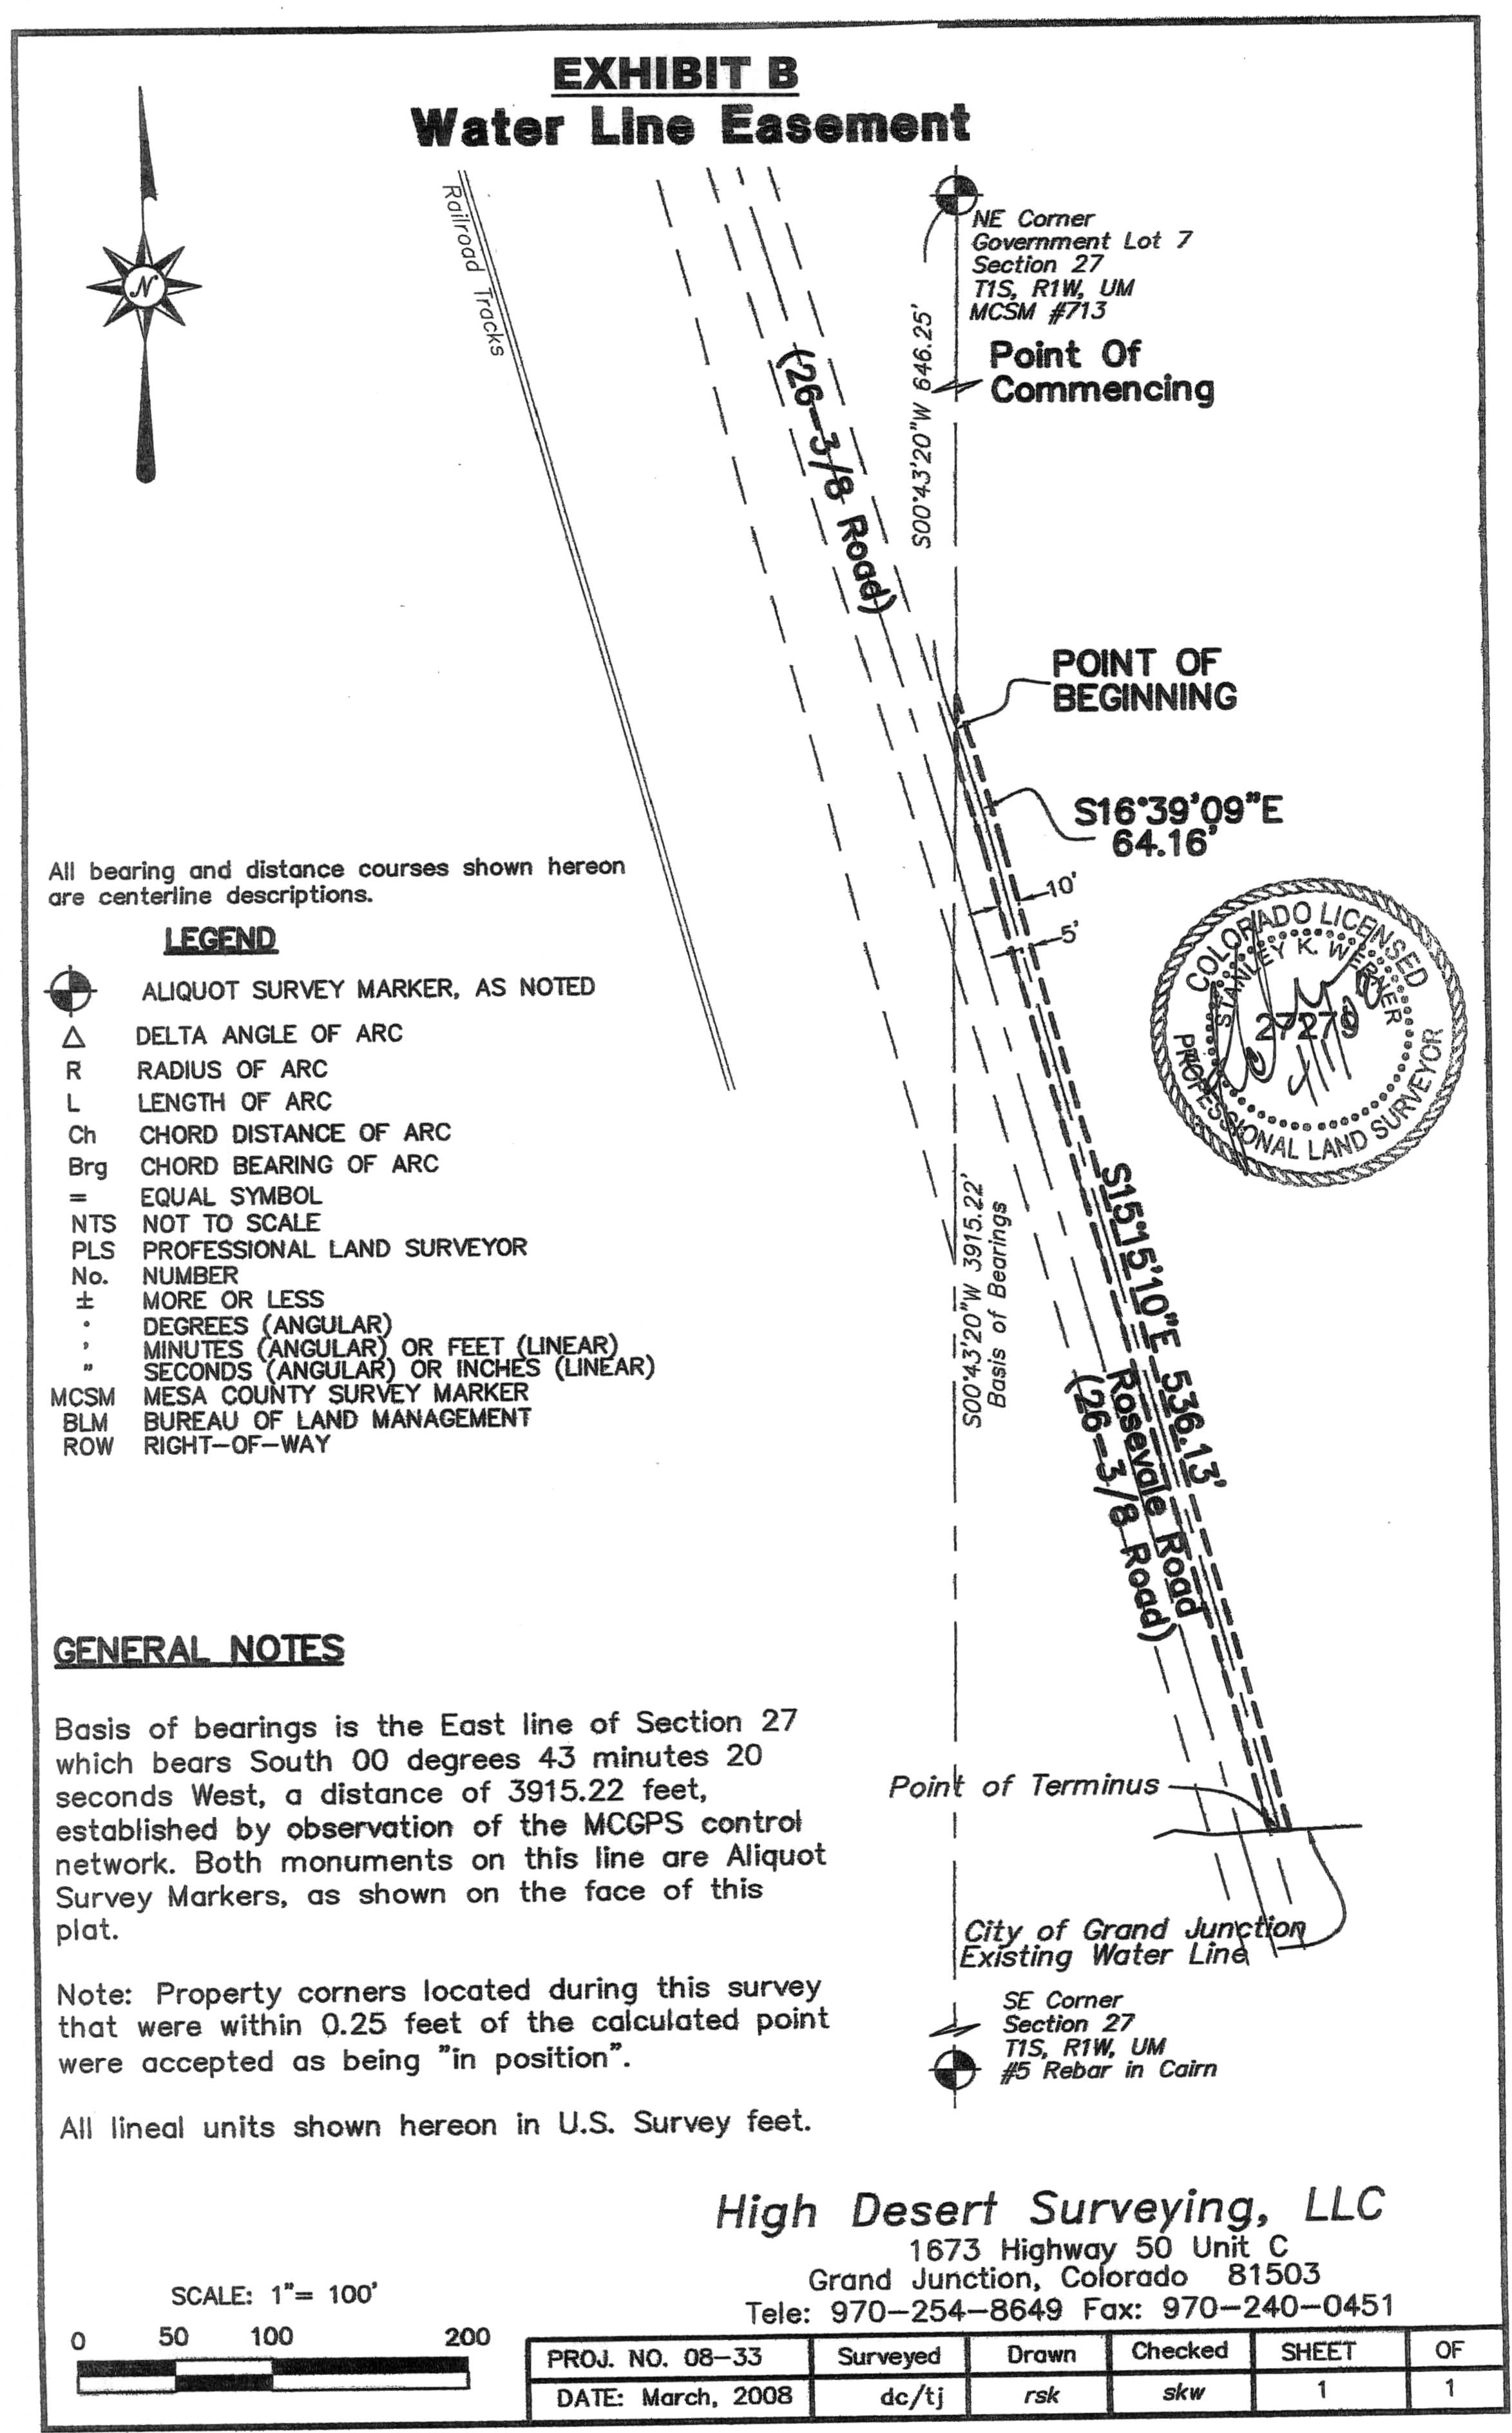 EXHIBIT B
Water Line Easement
N
Railroad Tracks
NE Corner
Government Lot 7
Section 27
T1S, R1W, UM
MCSM #713
Point Of
Commencing
S00°43'20"W 646.25'
(26-3/8 Road)
POINT OF
BEGINNING
S16°39'09"E
64.16'
10'
5'
COLORADO LICENSED
STANLEY K. WERNER
27279
PROFESSIONAL LAND SURVEYOR
All bearing and distance courses shown hereon
are centerline descriptions.
LEGEND
ALIQUOT SURVEY MARKER, AS NOTED
△ DELTA ANGLE OF ARC
R RADIUS OF ARC
L LENGTH OF ARC
Ch CHORD DISTANCE OF ARC
Brg CHORD BEARING OF ARC
= EQUAL SYMBOL
NTS NOT TO SCALE
PLS PROFESSIONAL LAND SURVEYOR
No. NUMBER
± MORE OR LESS
° DEGREES (ANGULAR)
' MINUTES (ANGULAR) OR FEET (LINEAR)
" SECONDS (ANGULAR) OR INCHES (LINEAR)
MCSM MESA COUNTY SURVEY MARKER
BLM BUREAU OF LAND MANAGEMENT
ROW RIGHT-OF-WAY
S00°43'20"W 3915.22'
Basis of Bearings
S15°15'10"E 536.13'
Rosevale Road
(26-3/8 Road)
GENERAL NOTES
Basis of bearings is the East line of Section 27
which bears South 00 degrees 43 minutes 20
seconds West, a distance of 3915.22 feet,
established by observation of the MCGPS control
network. Both monuments on this line are Aliquot
Survey Markers, as shown on the face of this
plat.
Note: Property corners located during this survey
that were within 0.25 feet of the calculated point
were accepted as being "in position".
All lineal units shown hereon in U.S. Survey feet.
Point of Terminus
City of Grand Junction
Existing Water Line
SE Corner
Section 27
T1S, R1W, UM
#5 Rebar in Cairn
High Desert Surveying, LLC
1673 Highway 50 Unit C
Grand Junction, Colorado 81503
Tele: 970-254-8649 Fax: 970-240-0451
SCALE: 1"= 100'
0 50 100 200
PROJ. NO. 08-33 Surveyed Drawn Checked SHEET OF
DATE: March, 2008 dc/tj rsk skw 1 1